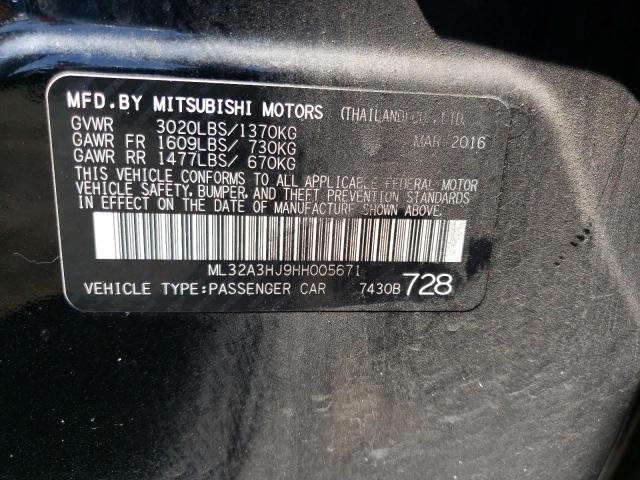 MFD.BY MITSUBISHI MOTORS (THAILAND) CO., LTD.
GVWR 3020LBS/1370KG MAR 2016
GAWR FR 1609LBS/ 730KG
GAWR RR 1477LBS/ 670KG
THIS VEHICLE CONFORMS TO ALL APPLICABLE FEDERAL MOTOR
VEHICLE SAFETY, BUMPER, AND THEFT PREVENTION STANDARDS
IN EFFECT ON THE DATE OF MANUFACTURE SHOWN ABOVE.
ML32A3HJ9HH005671
VEHICLE TYPE:PASSENGER CAR 7430B 728